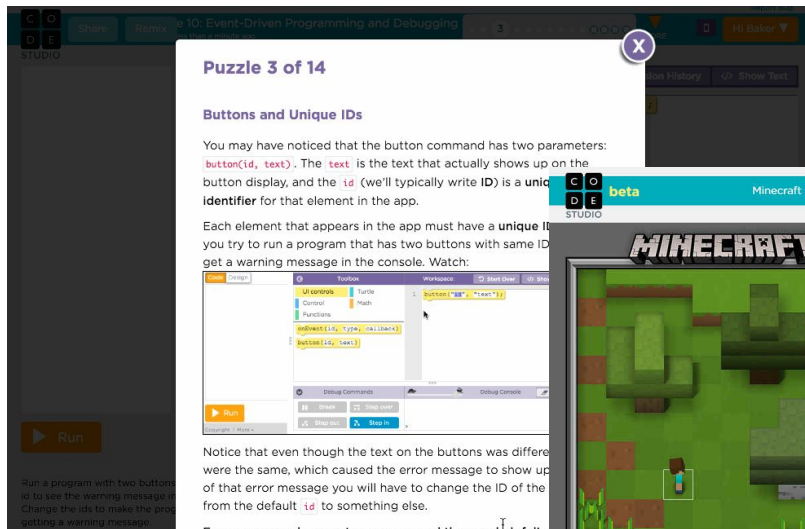 C O
D E
STUDIO
Share
Remix
e 10: Event-Driven Programming and Debugging
3
Hi Baker
Puzzle 3 of 14
X
Version History
Show Text
Buttons and Unique IDs
You may have noticed that the button command has two parameters:
button(id, text). The text is the text that actually shows up on the
button display, and the id (we'll typically write ID) is a uniq
identifier for that element in the app.
Each element that appears in the app must have a unique I
you try to run a program that has two buttons with same ID
get a warning message in the console. Watch:
Code Design
Toolbox
Workspace
Start Over
Show
UI controls
Turtle
Control
Math
Functions
1 button("id", "text");
onEvent(id, type, callback)
button(id, text)
Debug Commands
Debug Console
Break
Step over
Step out
Step in
Run
Copyright | More
Notice that even though the text on the buttons was differe
were the same, which caused the error message to show up
of that error message you will have to change the ID of the
from the default id to something else.
Run
Run a program with two buttons
id to see the warning message in
Change the ids to make the prog
getting a warning message.
C O
D E
STUDIO
beta
Minecraft
MINECRAFT